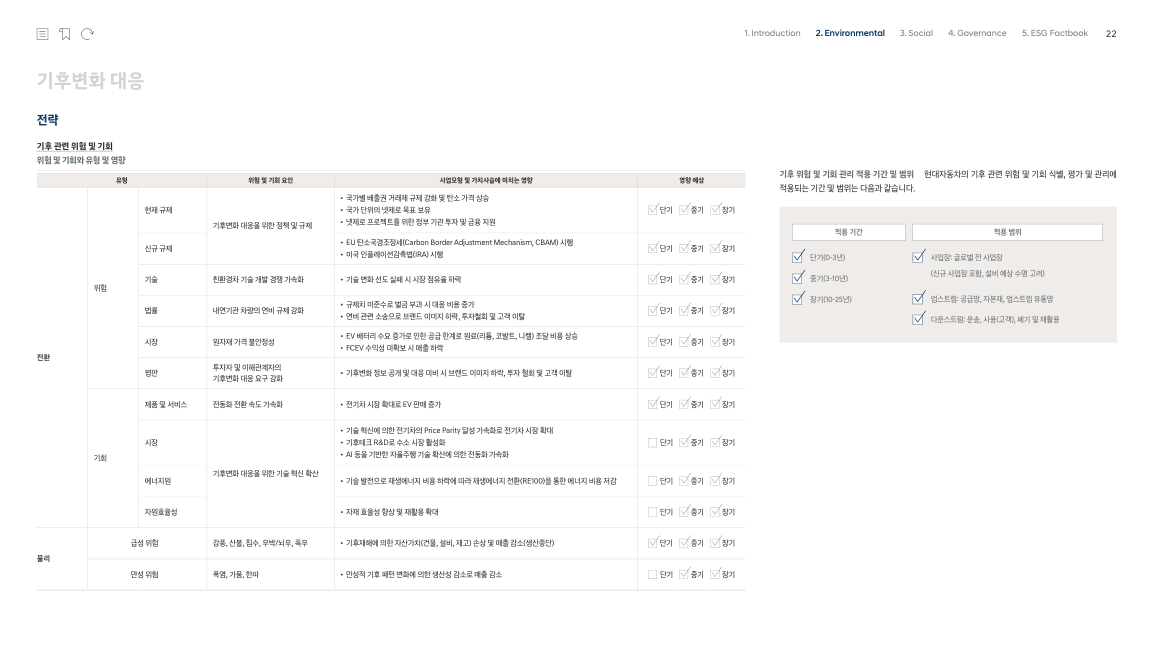 1. Introduction 2. Environmental 3. Social 4. Governance 5. ESG Factbook 22
기후변화 대응
전략
기후 관련 위험 및 기회
위험 및 기회와 유형 및 영향
유형 위험 및 기회 요인 사업모형 및 가치사슬에 미치는 영향 영향 예상
전환
위험
현재 규제
기후변화 대응을 위한 정책 및 규제
• 국가별 배출권 거래제 규제 강화 및 탄소 가격 상승
• 국가 단위의 넷제로 목표 보유
• 넷제로 프로젝트를 위한 정부 기관 투자 및 금융 지원
단기 중기 장기
신규 규제
• EU 탄소국경조정세(Carbon Border Adjustment Mechanism, CBAM) 시행
• 미국 인플레이션감축법(IRA) 시행
단기 중기 장기
기술 친환경차 기술 개발 경쟁 가속화 • 기술 변화 선도 실패 시 시장 점유율 하락 단기 중기 장기
법률 내연기관 차량의 연비 규제 강화
• 규제치 미준수로 벌금 부과 시 대응 비용 증가
• 연비 관련 소송으로 브랜드 이미지 하락, 투자철회 및 고객 이탈
단기 중기 장기
시장 원자재 가격 불안정성
• EV 배터리 수요 증가로 인한 공급 한계로 원료(리튬, 코발트, 니켈) 조달 비용 상승
• FCEV 수익성 미확보 시 매출 하락
단기 중기 장기
평판
투자자 및 이해관계자의
기후변화 대응 요구 강화
• 기후변화 정보 공개 및 대응 미비 시 브랜드 이미지 하락, 투자 철회 및 고객 이탈
단기 중기 장기
기회
제품 및 서비스 전동화 전환 속도 가속화 • 전기차 시장 확대로 EV 판매 증가 단기 중기 장기
시장
기후변화 대응을 위한 기술 혁신 확산
• 기술 혁신에 의한 전기차의 Price Parity 달성 가속화로 전기차 시장 확대
• 기후테크 R&D로 수소 시장 활성화
• AI 등을 기반한 자율주행 기술 확산에 의한 전동화 가속화
단기 중기 장기
에너지원 • 기술 발전으로 재생에너지 비용 하락에 따라 재생에너지 전환(RE100)을 통한 에너지 비용 저감 단기 중기 장기
자원효율성 • 자재 효율성 향상 및 재활용 확대 단기 중기 장기
물리
급성 위험 강풍, 산불, 침수, 우박/뇌우, 폭우 • 기후재해에 의한 자산가치(건물, 설비, 재고) 손상 및 매출 감소(생산중단) 단기 중기 장기
만성 위험 폭염, 가뭄, 한파 • 만성적 기후 패턴 변화에 의한 생산성 감소로 매출 감소 단기 중기 장기
기후 위험 및 기회 관리 적용 기간 및 범위 현대자동차의 기후 관련 위험 및 기회 식별, 평가 및 관리에
적용되는 기간 및 범위는 다음과 같습니다.
적용 기간 적용 범위
단기(0-3년) 사업장: 글로벌 전 사업장
(신규 사업장 포함, 설비 예상 수명 고려)
중기(3-10년)
장기(10-25년) 업스트림: 공급망, 자본재, 업스트림 유통망
다운스트림: 운송, 사용(고객), 폐기 및 재활용